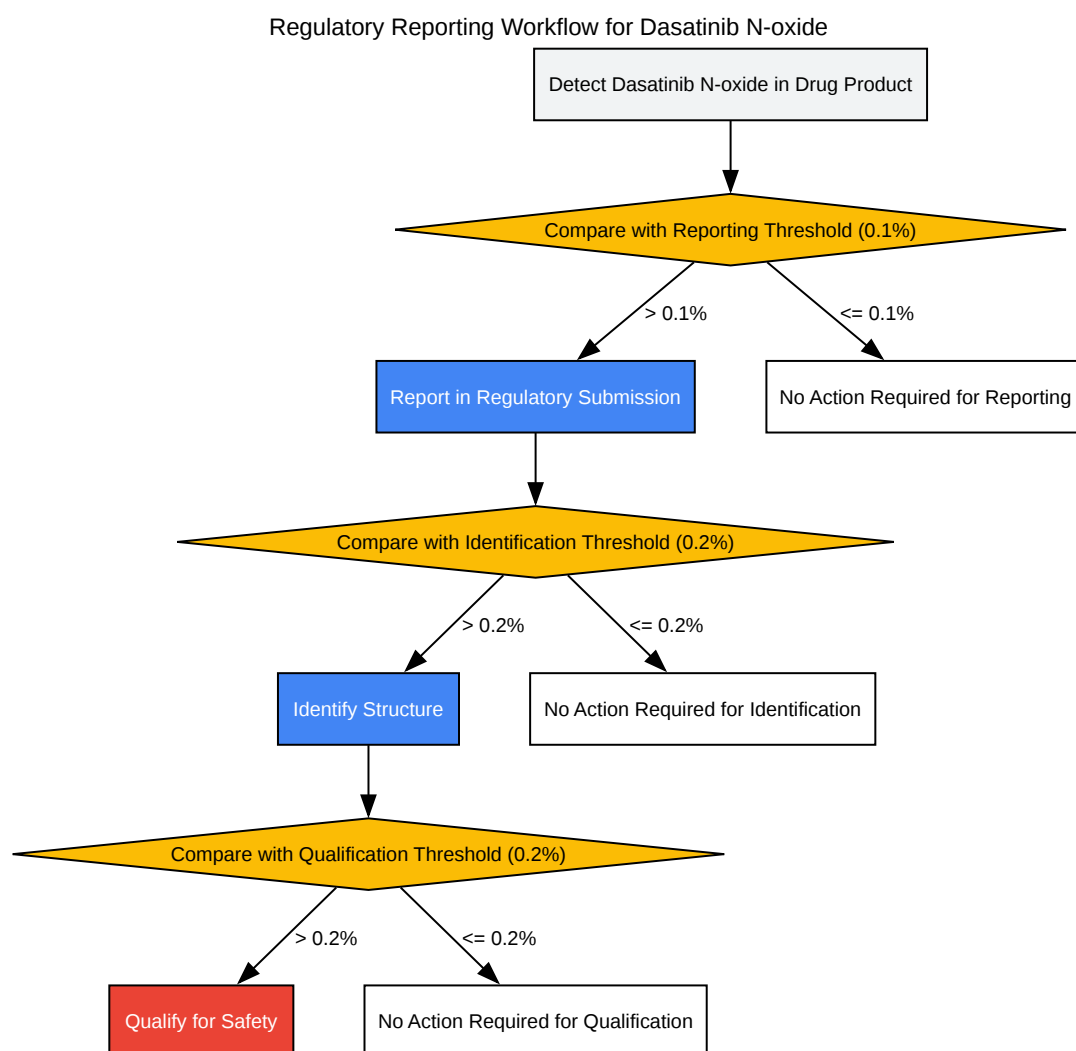 Regulatory Reporting Workflow for Dasatinib N-oxide
Detect Dasatinib N-oxide in Drug Product
Compare with Reporting Threshold (0.1%)
> 0.1%
<= 0.1%
Report in Regulatory Submission
No Action Required for Reporting
Compare with Identification Threshold (0.2%)
> 0.2%
<= 0.2%
Identify Structure
No Action Required for Identification
Compare with Qualification Threshold (0.2%)
> 0.2%
<= 0.2%
Qualify for Safety
No Action Required for Qualification